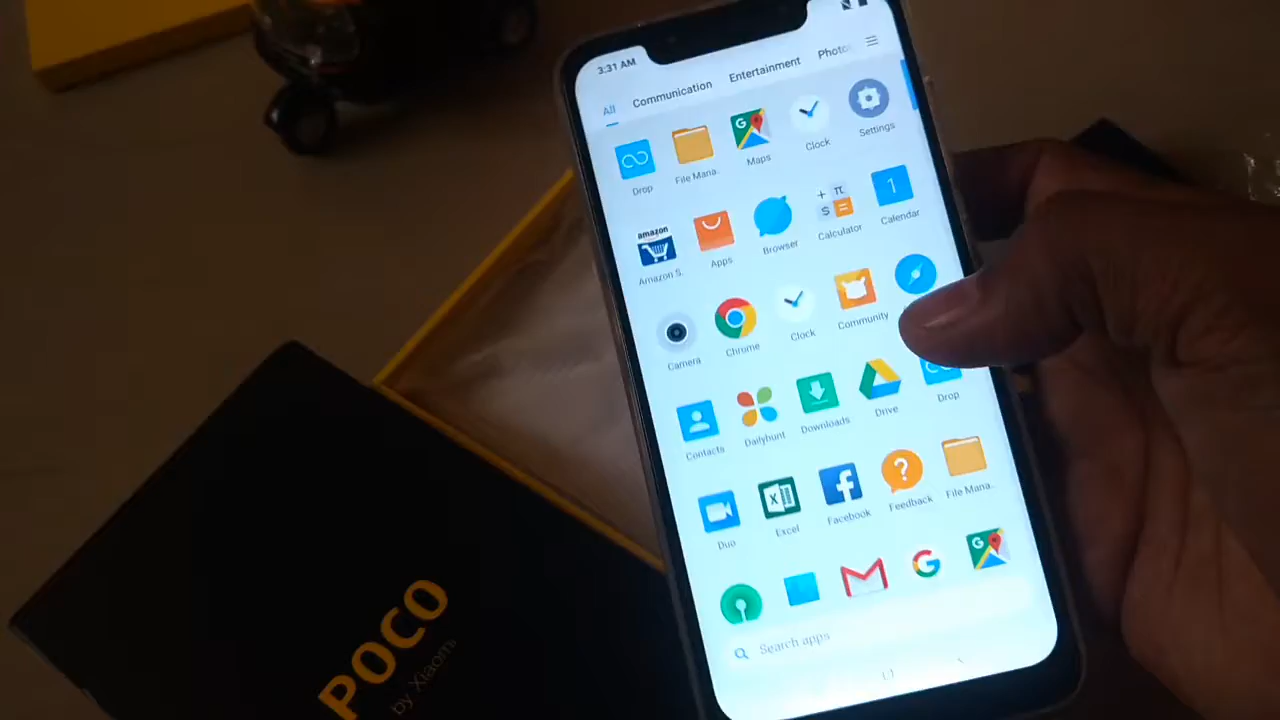 3:31 AM
All Communication Entertainment Photo
Drop File Mana.. Maps Clock Settings
amazon
1
Amazon S. Apps Browser Calculator Calendar
Camera Chrome Clock Community
Contacts Dailyhunt Downloads Drive Drop
Duo Excel Facebook Feedback File Mana..
Search apps
POCO
by Xiaomi